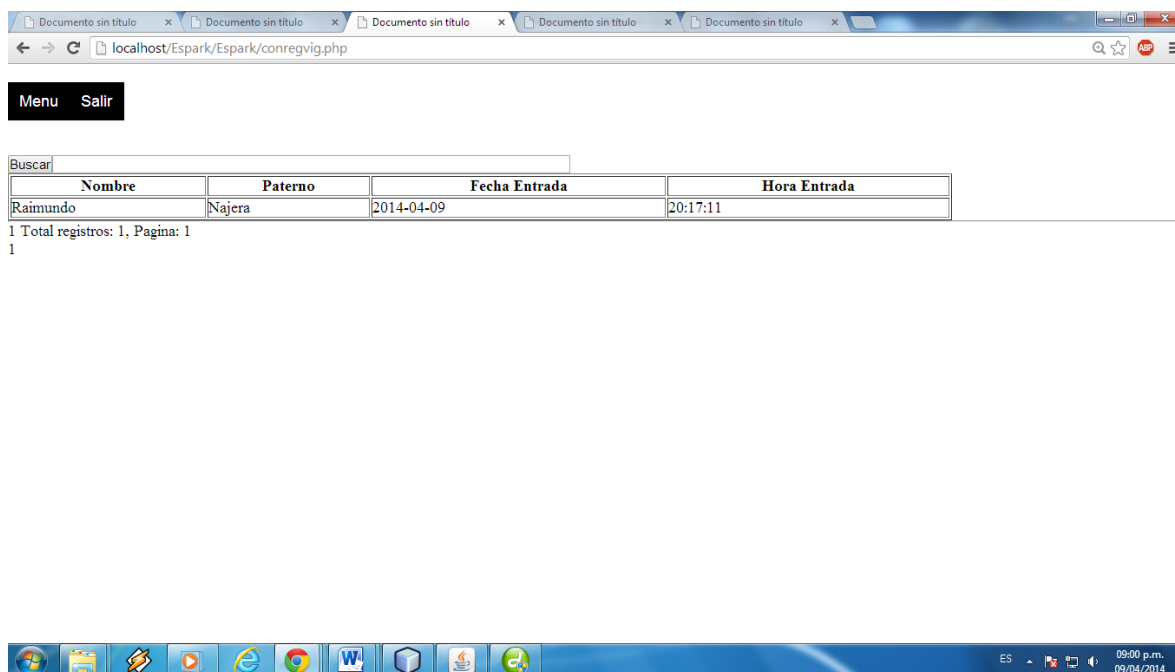 Documento sin título Documento sin título Documento sin título Documento sin título Documento sin título
localhost/Espark/Espark/conregvig.php ABP
Menu Salir
Buscar
Nombre Paterno Fecha Entrada Hora Entrada
Raimundo Najera 2014-04-09 20:17:11
1 Total registros: 1, Pagina: 1
1
W ES 09:00 p.m.
09/04/2014